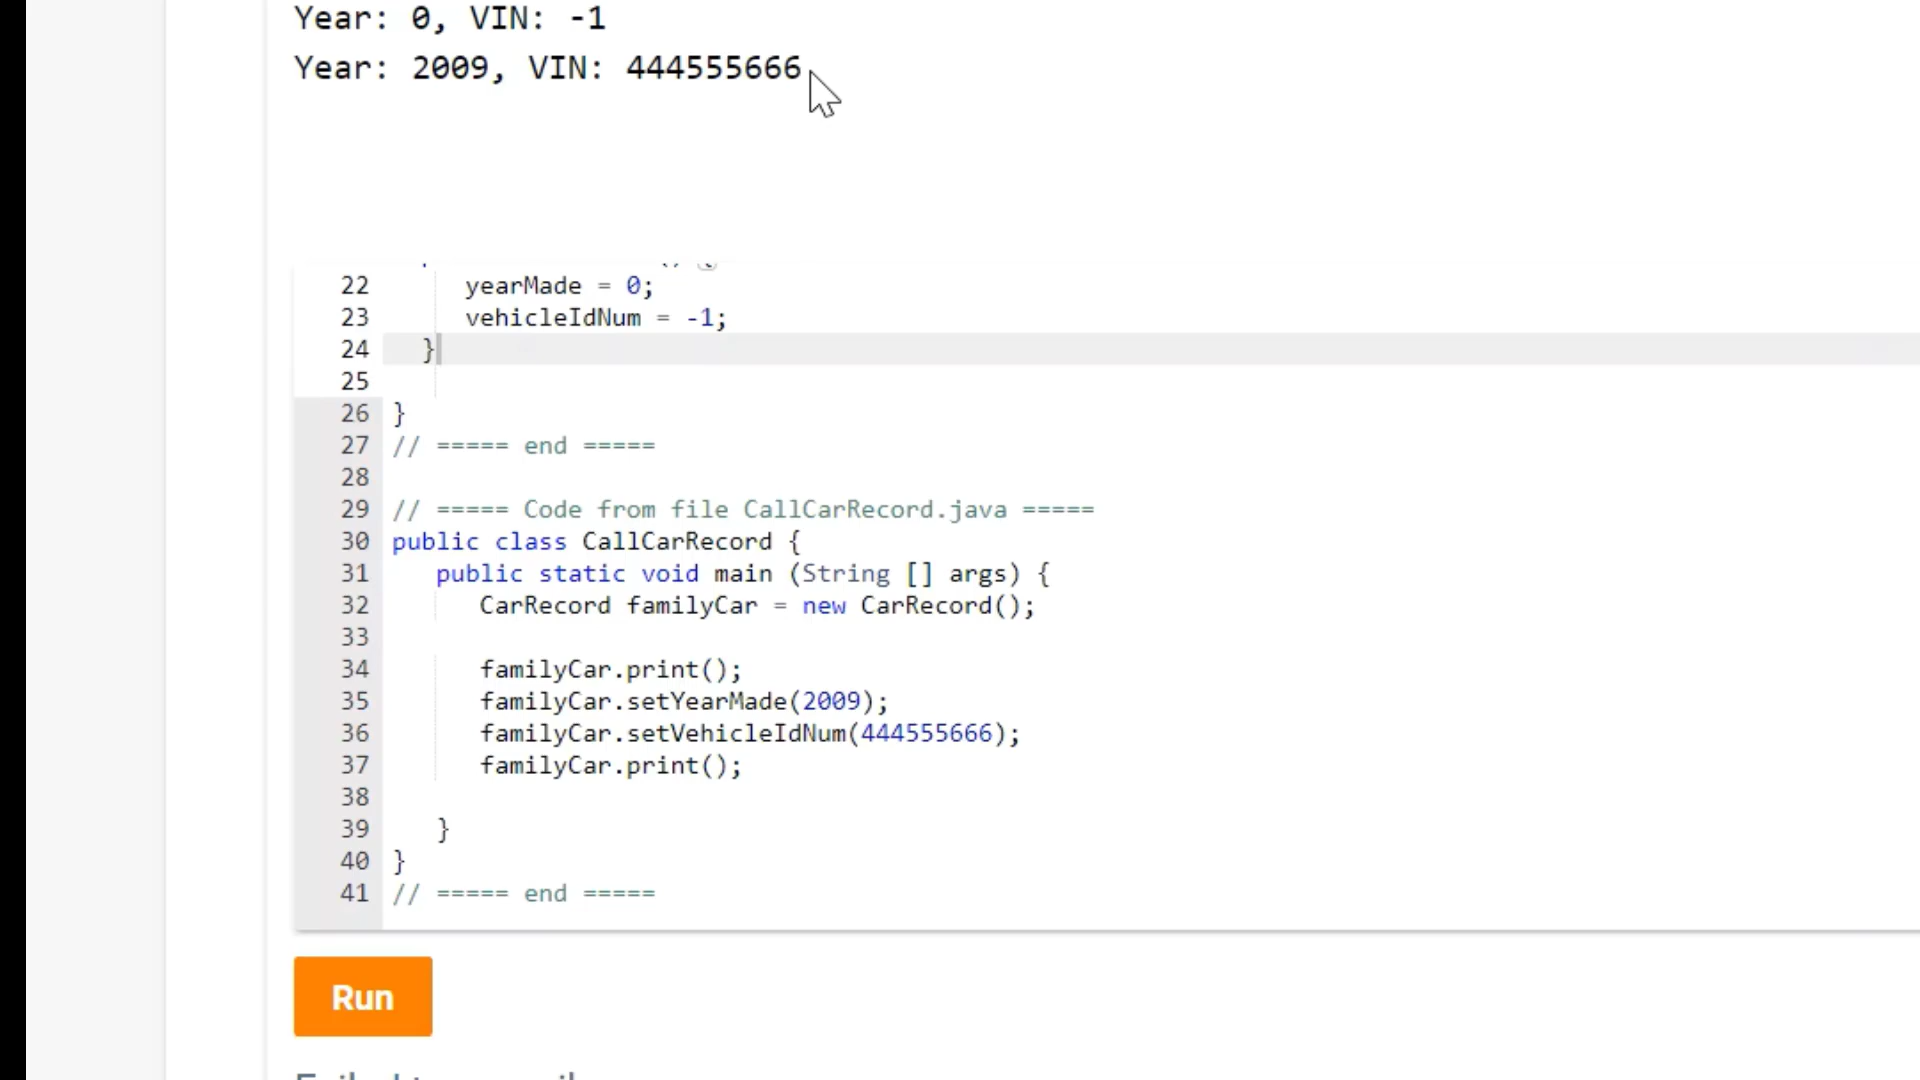 Year: 0, VIN: -1
Year: 2009, VIN: 444555666
22 yearMade = 0;
23 vehicleIdNum = -1;
24 }
25
26 }
27 // ===== end =====
28
29 // ===== Code from file CallCarRecord.java =====
30 public class CallCarRecord {
31 public static void main (String [] args) {
32 CarRecord familyCar = new CarRecord();
33
34 familyCar.print();
35 familyCar.setYearMade(2009);
36 familyCar.setVehicleIdNum(444555666);
37 familyCar.print();
38
39 }
40 }
41 // ===== end =====
Run